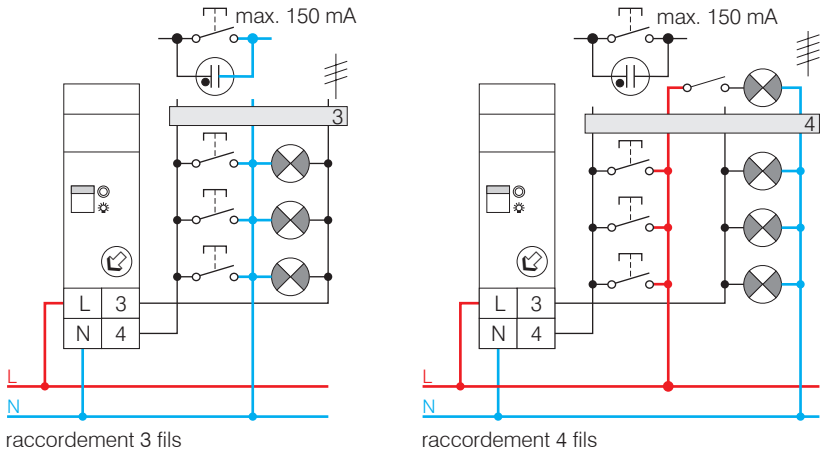 max. 150 mA
3
L 3
N 4
L
N
raccordement 3 fils
max. 150 mA
4
L 3
N 4
L
N
raccordement 4 fils